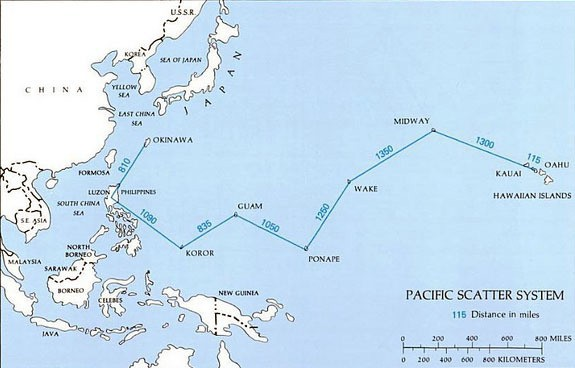 U.S.S.R.
KOREA
SEA OF JAPAN
JAPAN
CHINA
YELLOW
SEA
EAST CHINA
SEA
OKINAWA
810
FORMOSA
LUZON
PHILIPPINES
SOUTH CHINA
SEA
S.E. ASIA
1090
KOROR
835
GUAM
1050
PONAPE
1250
WAKE
1350
MIDWAY
1300
115
OAHU
KAUAI
HAWAIIAN ISLANDS
NORTH
BORNEO
MALAYSIA
SARAWAK
BORNEO
CELEBES
JAVA
NEW GUINEA
PACIFIC SCATTER SYSTEM
115 Distance in miles
0 200 400 600 800 MILES
0 200 400 600 800 KILOMETERS